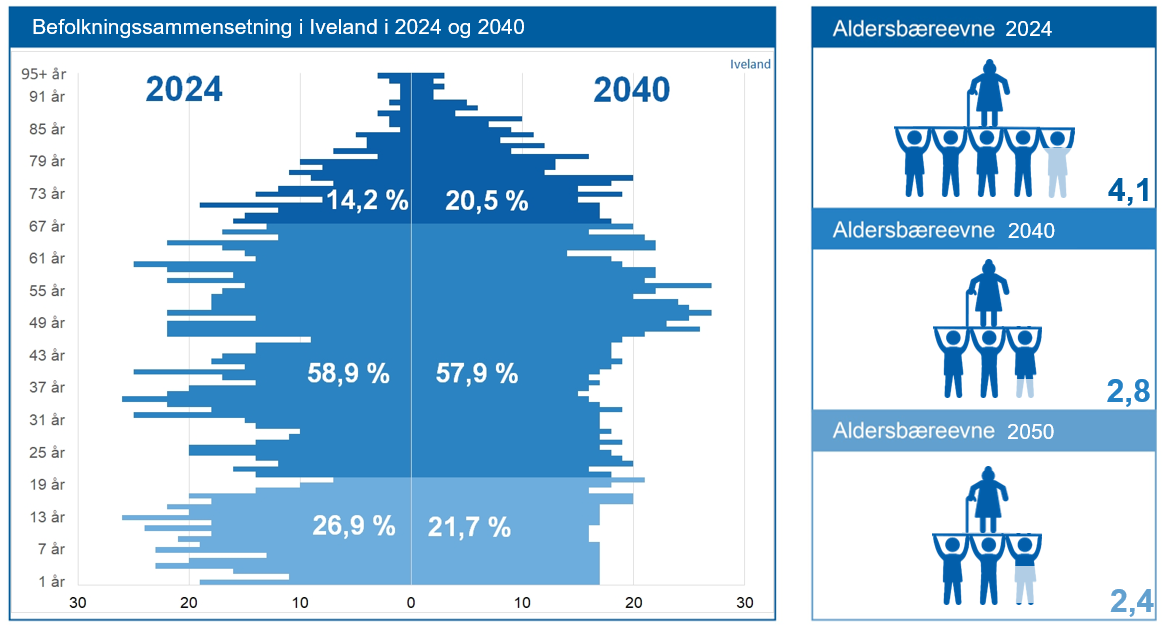 Befolkningssammensetning i Iveland i 2024 og 2040
Iveland
2024
2040
95+ år
91 år
85 år
79 år
73 år
67 år
61 år
55 år
49 år
43 år
37 år
31 år
25 år
19 år
13 år
7 år
1 år
14,2 %
20,5 %
58,9 %
57,9 %
26,9 %
21,7 %
30
20
10
0
10
20
30
Aldersbæreevne 2024
4,1
Aldersbæreevne 2040
2,8
Aldersbæreevne 2050
2,4